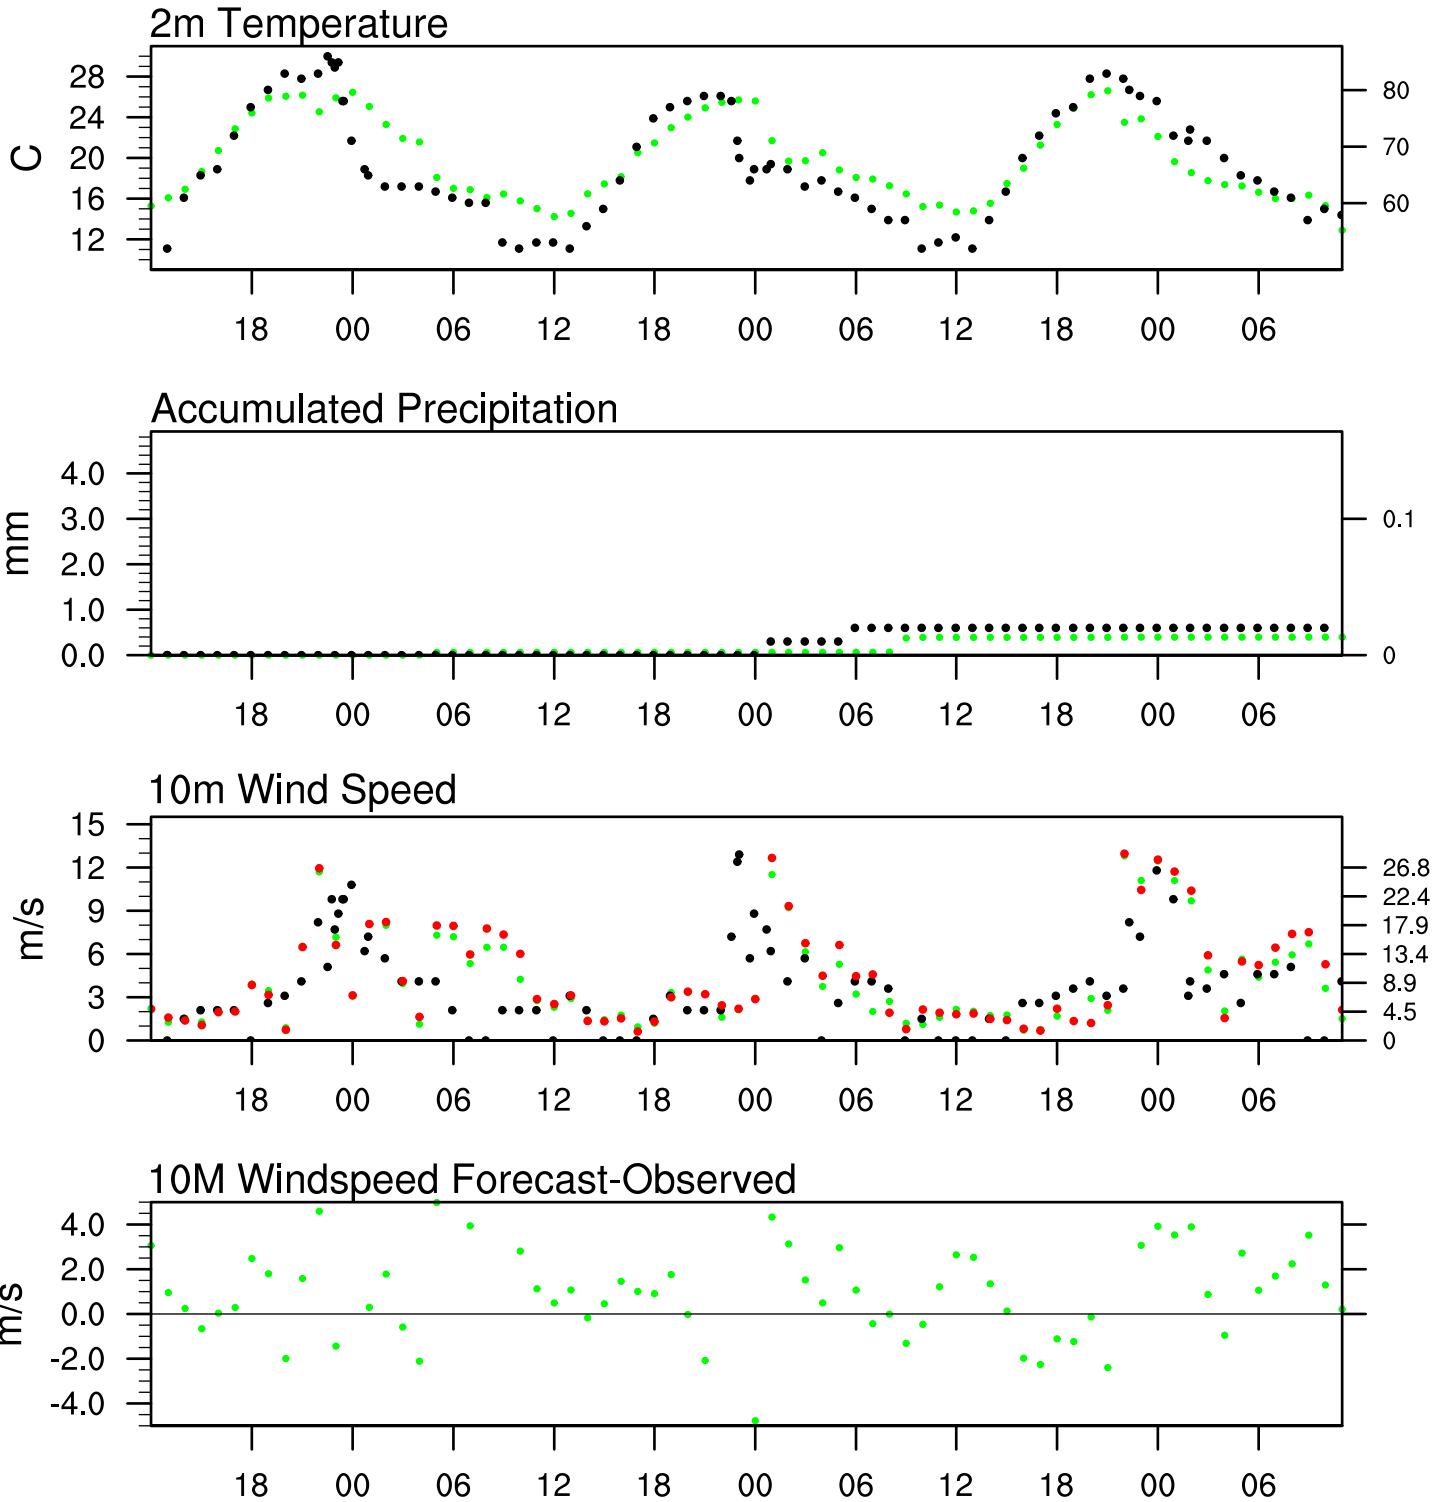 2m Temperature
28
24
20
16
12
C
80
70
60
18 00 06 12 18 00 06 12 18 00 06
Accumulated Precipitation
4.0
3.0
2.0
1.0
0.0
mm
0.1
0
18 00 06 12 18 00 06 12 18 00 06
10m Wind Speed
15
12
9
6
3
0
m/s
26.8
22.4
17.9
13.4
8.9
4.5
0
18 00 06 12 18 00 06 12 18 00 06
10M Windspeed Forecast-Observed
4.0
2.0
0.0
-2.0
-4.0
m/s
18 00 06 12 18 00 06 12 18 00 06